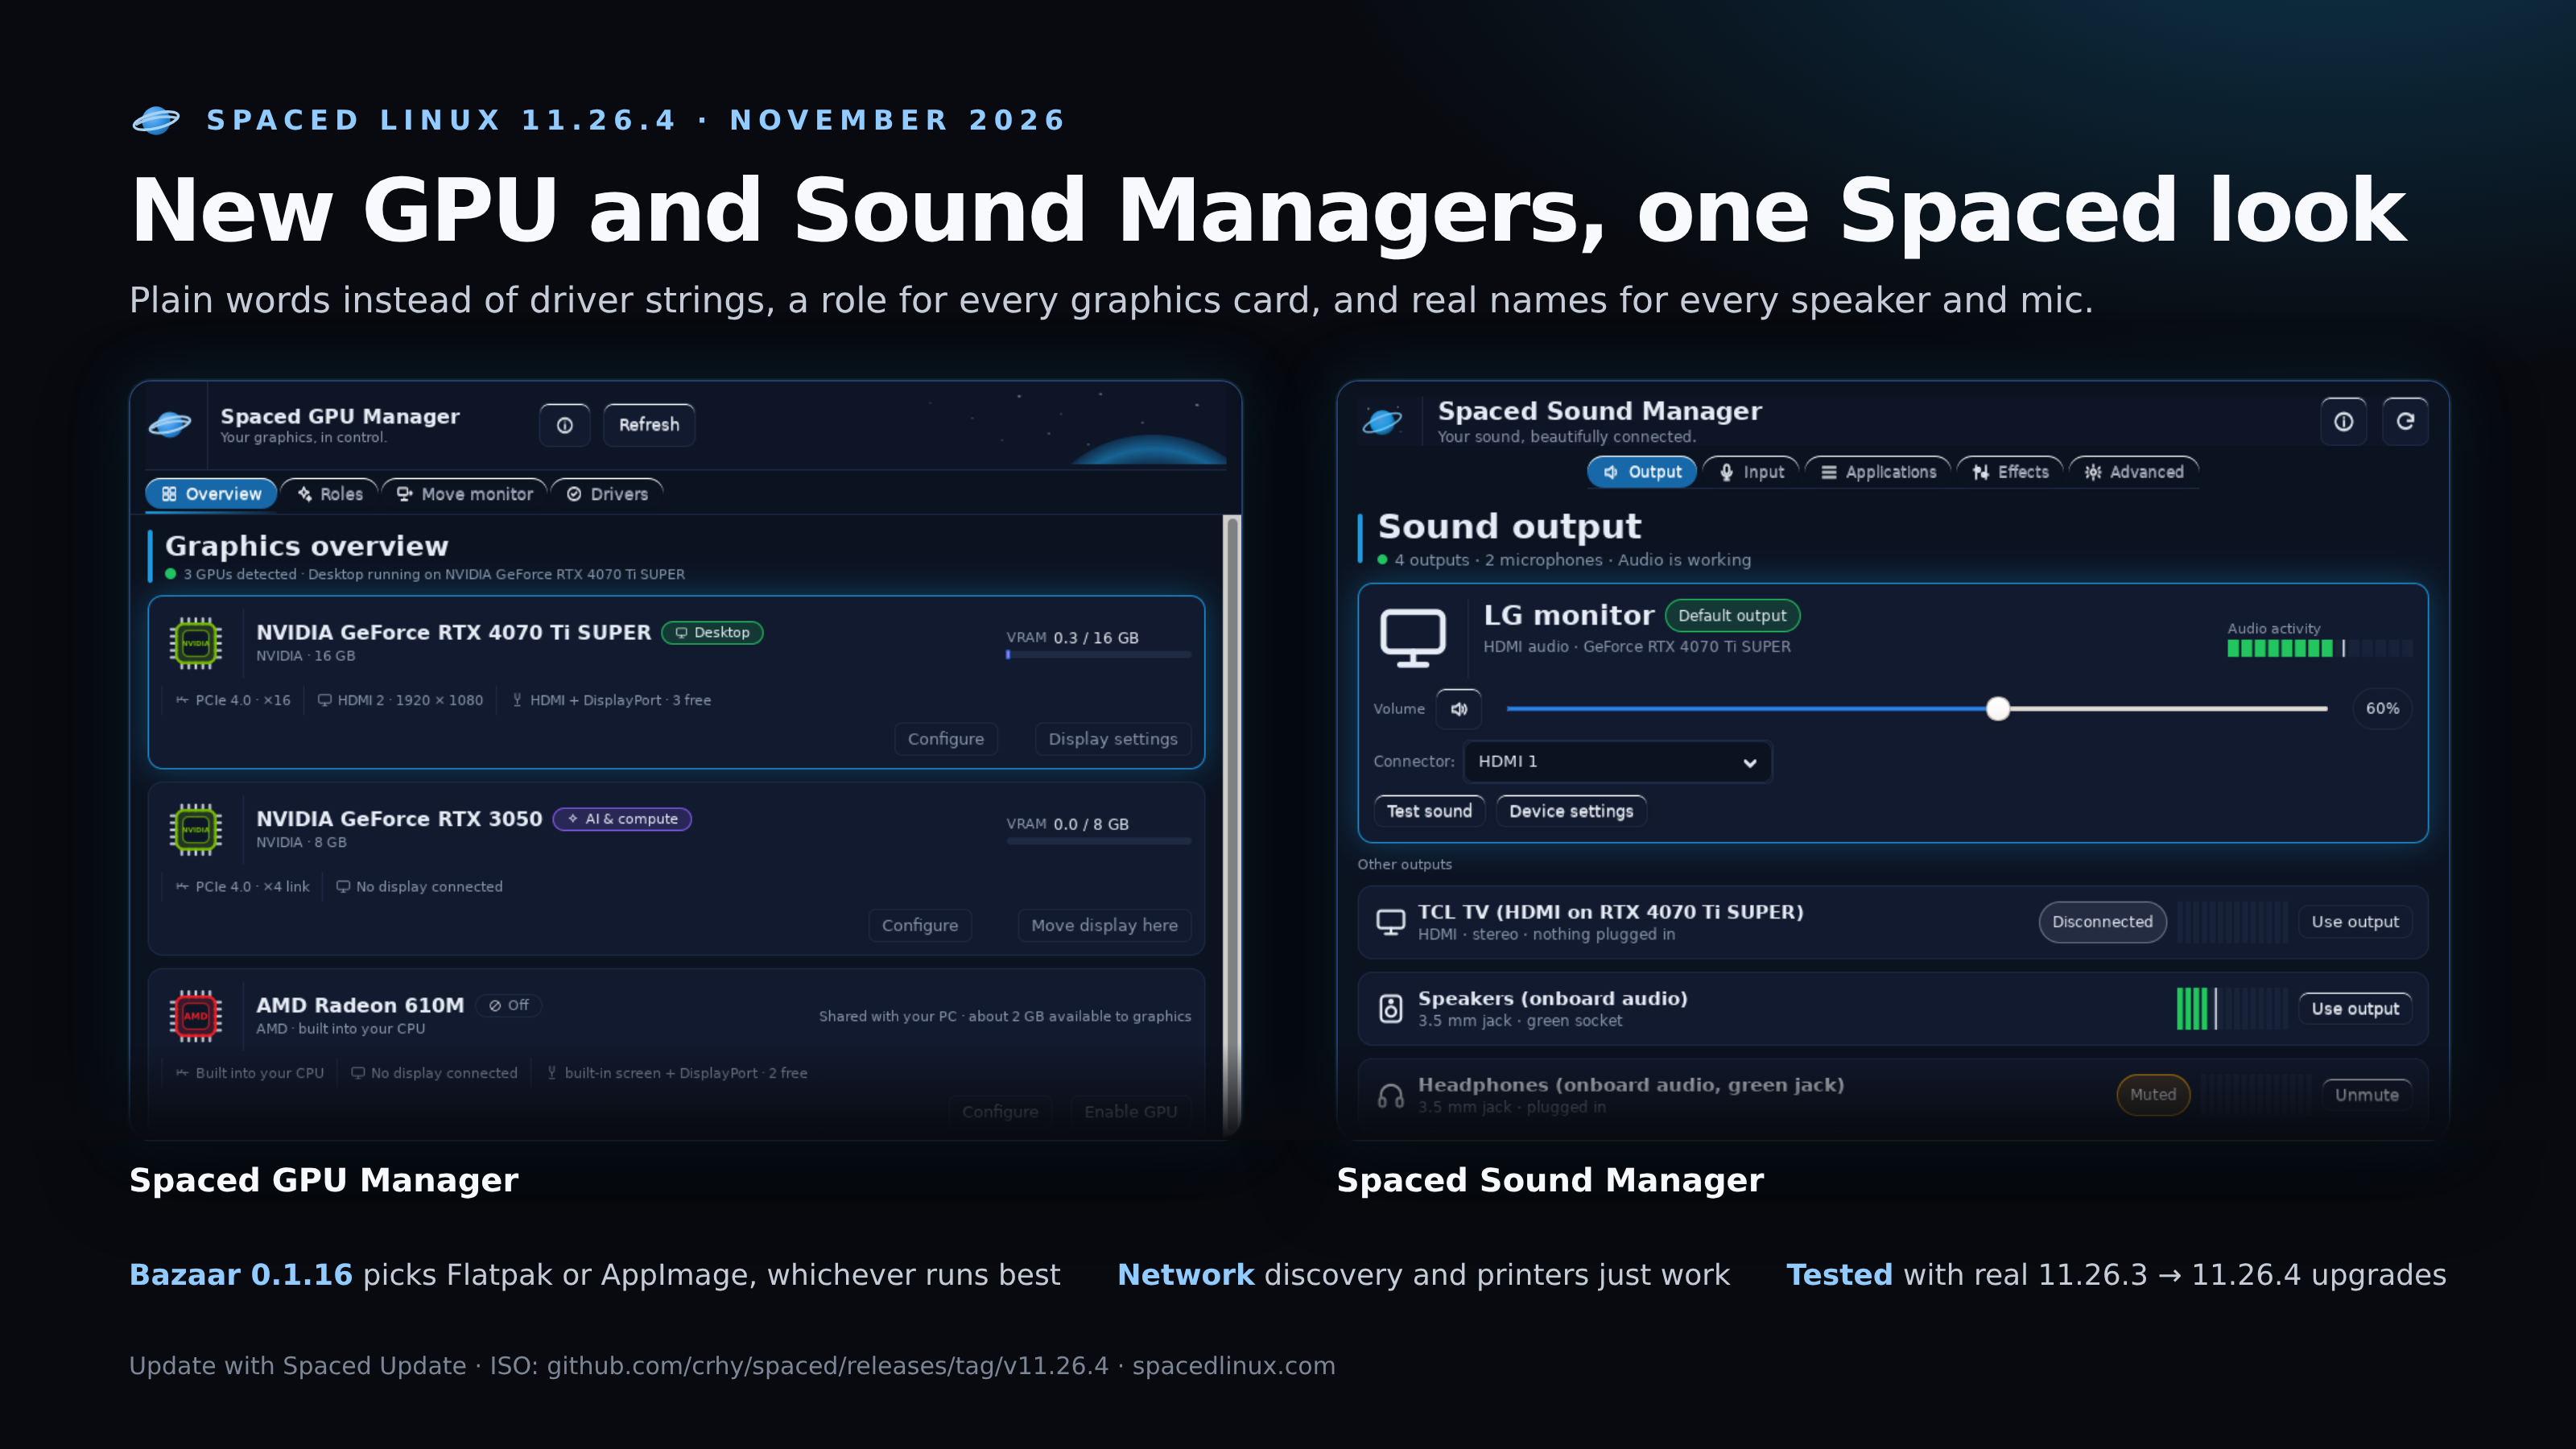 SPACED LINUX 11.26.4 · NOVEMBER 2026
New GPU and Sound Managers, one Spaced look
Plain words instead of driver strings, a role for every graphics card, and real names for every speaker and mic.
Spaced GPU Manager
Your graphics, in control.
Refresh
Overview Roles Move monitor Drivers
Graphics overview
3 GPUs detected · Desktop running on NVIDIA GeForce RTX 4070 Ti SUPER
NVIDIA
NVIDIA GeForce RTX 4070 Ti SUPER Desktop
NVIDIA · 16 GB
VRAM 0.3 / 16 GB
PCIe 4.0 · ×16 HDMI 2 · 1920 × 1080 HDMI + DisplayPort · 3 free
Configure Display settings
NVIDIA
NVIDIA GeForce RTX 3050 AI & compute
NVIDIA · 8 GB
VRAM 0.0 / 8 GB
PCIe 4.0 · ×4 link No display connected
Configure Move display here
AMD
AMD Radeon 610M Off
AMD · built into your CPU
Shared with your PC · about 2 GB available to graphics
Built into your CPU No display connected built-in screen + DisplayPort · 2 free
Configure Enable GPU
Spaced GPU Manager
Spaced Sound Manager
Your sound, beautifully connected.
Output Input Applications Effects Advanced
Sound output
4 outputs · 2 microphones · Audio is working
LG monitor Default output
HDMI audio · GeForce RTX 4070 Ti SUPER
Audio activity
Volume 60%
Connector: HDMI 1
Test sound Device settings
Other outputs
TCL TV (HDMI on RTX 4070 Ti SUPER)
HDMI · stereo · nothing plugged in
Disconnected Use output
Speakers (onboard audio)
3.5 mm jack · green socket
Use output
Headphones (onboard audio, green jack)
3.5 mm jack · plugged in
Muted Unmute
Spaced Sound Manager
Bazaar 0.1.16 picks Flatpak or AppImage, whichever runs best Network discovery and printers just work Tested with real 11.26.3 → 11.26.4 upgrades
Update with Spaced Update · ISO: github.com/crhy/spaced/releases/tag/v11.26.4 · spacedlinux.com